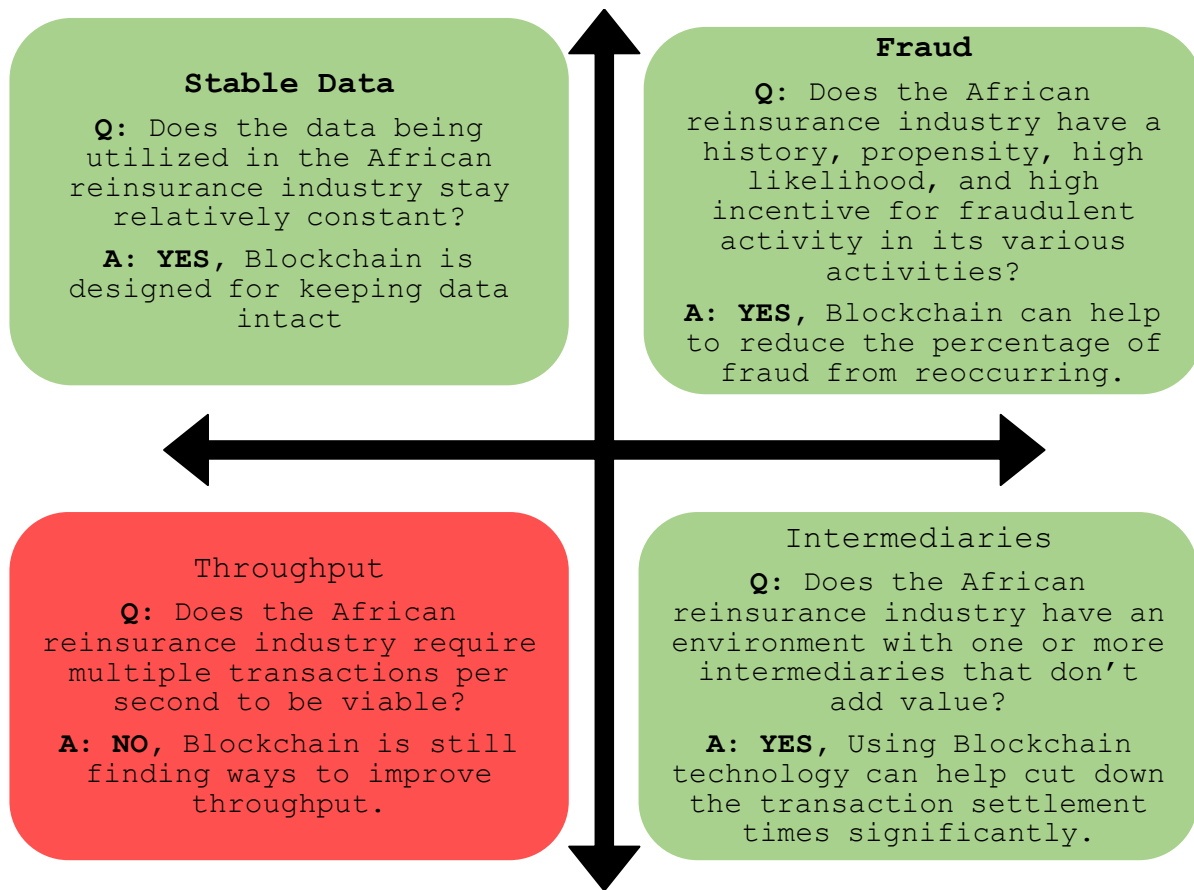 Stable Data
Q: Does the data being
utilized in the African
reinsurance industry stay
relatively constant?
A: YES, Blockchain is
designed for keeping data
intact
Fraud
Q: Does the African
reinsurance industry have a
history, propensity, high
likelihood, and high
incentive for fraudulent
activity in its various
activities?
A: YES, Blockchain can help
to reduce the percentage of
fraud from reoccurring.
Throughput
Q: Does the African
reinsurance industry require
multiple transactions per
second to be viable?
A: NO, Blockchain is still
finding ways to improve
throughput.
Intermediaries
Q: Does the African
reinsurance industry have an
environment with one or more
intermediaries that don’t
add value?
A: YES, Using Blockchain
technology can help cut down
the transaction settlement
times significantly.